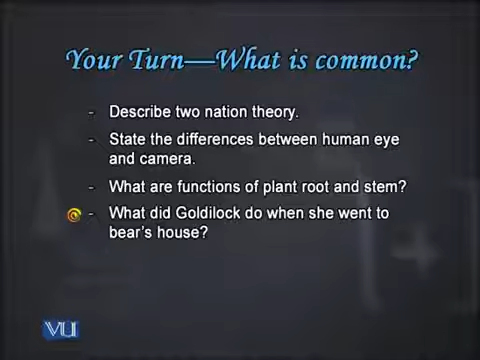 Your Turn—What is common?
- Describe two nation theory.
- State the differences between human eye
and camera.
- What are functions of plant root and stem?
- What did Goldilock do when she went to
bear's house?
VU